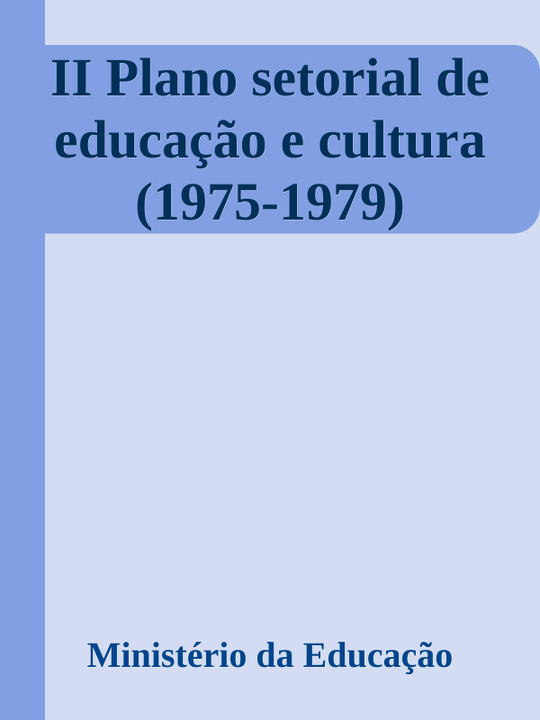 II Plano setorial de
educação e cultura
(1975-1979)
Ministério da Educação